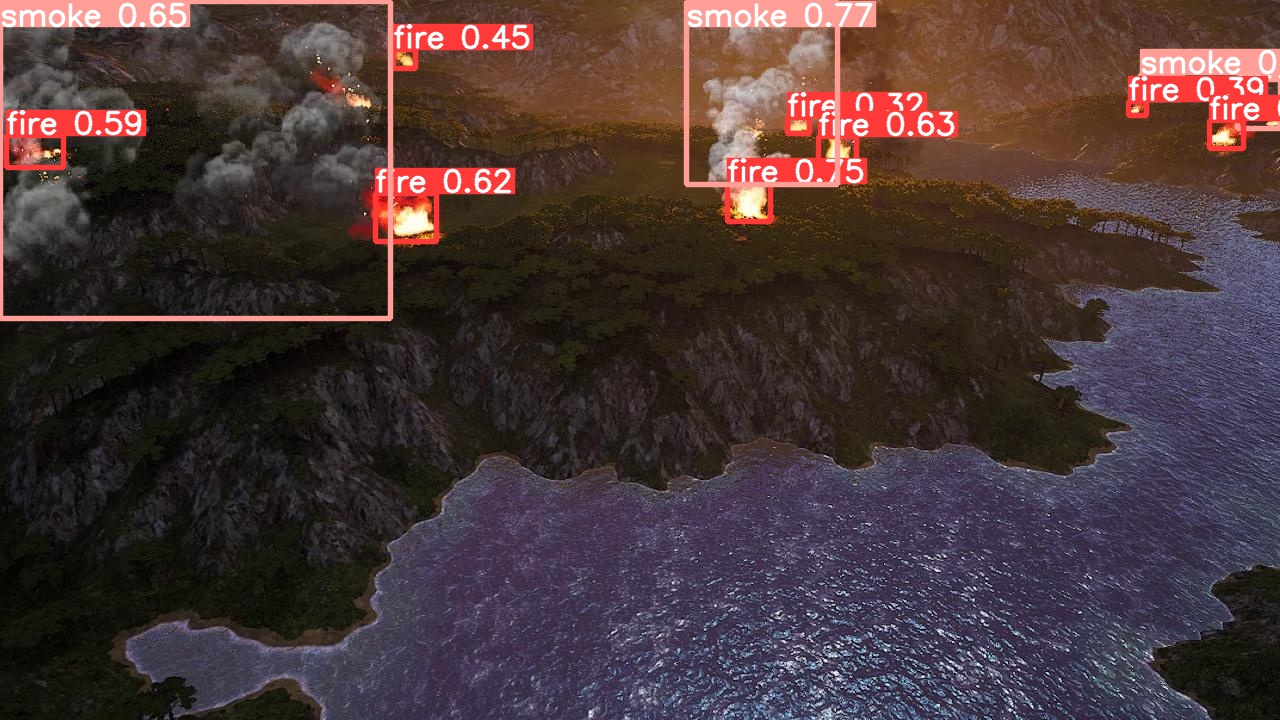 smoke 0.65
fire 0.45
smoke 0.77
smoke 0.
fire 0.39
fire 0.32
fire
fire 0.59
fire 0.63
fire 0.75
fire 0.62